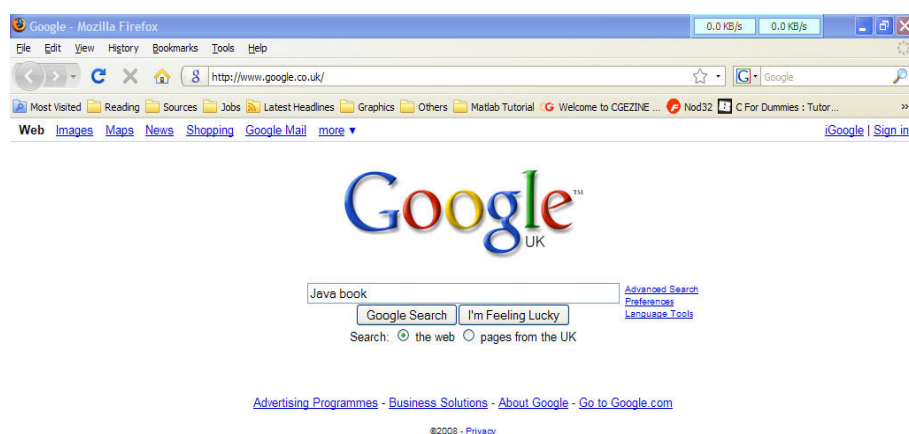 Google - Mozilla Firefox 0.0 KB/s 0.0 KB/s
File Edit View History Bookmarks Tools Help
http://www.google.co.uk/ Google
Most Visited Reading Sources Jobs Latest Headlines Graphics Others Matlab Tutorial Welcome to CGEZINE ... Nod32 C For Dummies : Tutor... »
Web Images Maps News Shopping Google Mail more ▼ iGoogle | Sign in
Google™
UK
Java book
Advanced Search
Preferences
Language Tools
Google Search I'm Feeling Lucky
Search: the web pages from the UK
Advertising Programmes - Business Solutions - About Google - Go to Google.com
©2008 - Privacy